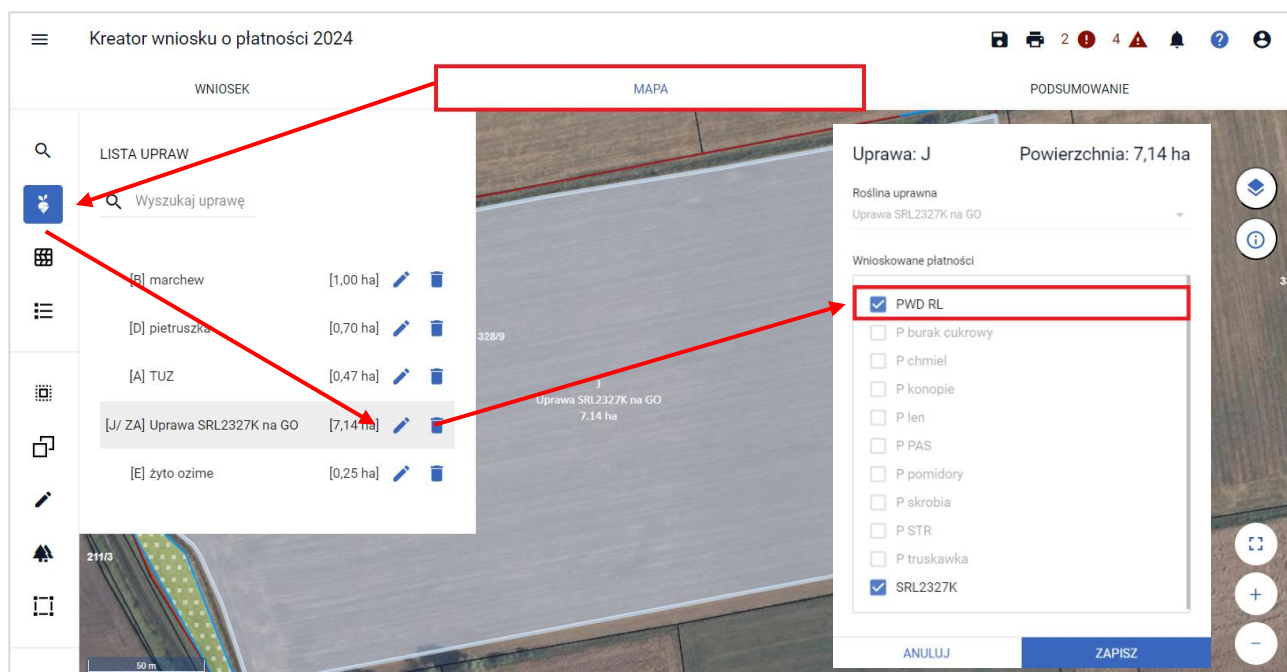 Kreator wniosku o płatności 2024
2
4
WNIOSEK
MAPA
PODSUMOWANIE
LISTA UPRAW
Wyszukaj uprawę
[B] marchew [1,00 ha]
[D] pietruszka [0,70 ha]
[A] TUZ [0,47 ha]
[J/ ZA] Uprawa SRL2327K na GO [7,14 ha]
[E] żyto ozime [0,25 ha]
328/9
J
Uprawa SRL2327K na GO
7.14 ha
211/3
50 m
Uprawa: J Powierzchnia: 7,14 ha
Roślina uprawna
Uprawa SRL2327K na GO
Wnioskowane płatności
PWD RL
P burak cukrowy
P chmiel
P konopie
P len
P PAS
P pomidory
P skrobia
P STR
P truskawka
SRL2327K
ANULUJ ZAPISZ